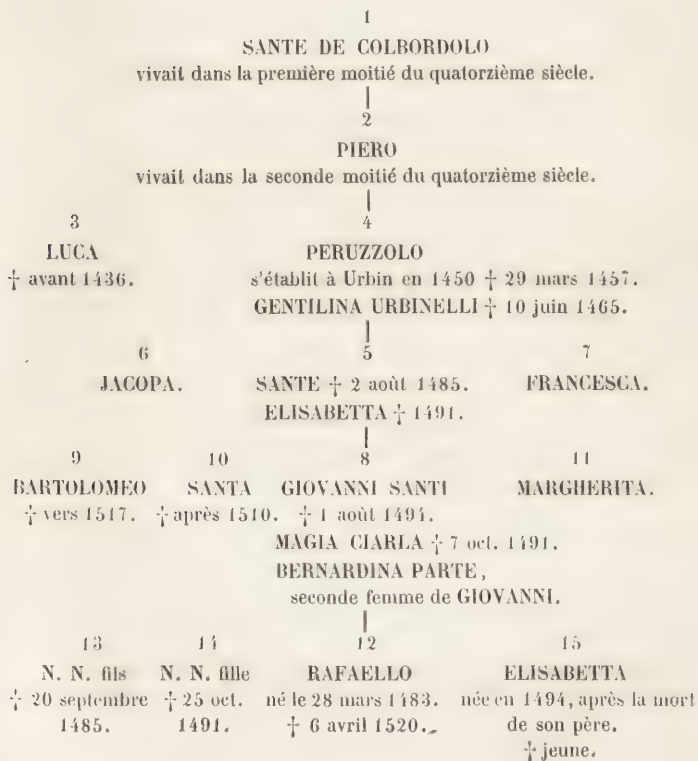 1
SANTE DE COLBORDOLO
vivait dans la première moitié du quatorzième siècle.
2
PIERO
vivait dans la seconde moitié du quatorzième siècle.
3 4
LUCA PERUZZOLO
† avant 1436. s'établit à Urbin en 1450 † 29 mars 1457.
GENTILINA URBINELLI † 10 juin 1465.
6 5 7
JACOPA. SANTE † 2 août 1485. FRANCESCA.
ELISABETTA † 1491.
9 10 8 11
BARTOLOMEO SANTA GIOVANNI SANTI MARGHERITA.
† vers 1517. † après 1510. † 1 août 1494.
MAGIA CIARLA † 7 oct. 1491.
BERNARDINA PARTE,
seconde femme de GIOVANNI.
13 14 12 15
N. N. fils N. N. fille RAFAELLO ELISABETTA
† 20 septembre † 25 oct. né le 28 mars 1483. née en 1494, après la mort
1485. 1491. † 6 avril 1520. de son père.
† jeune.